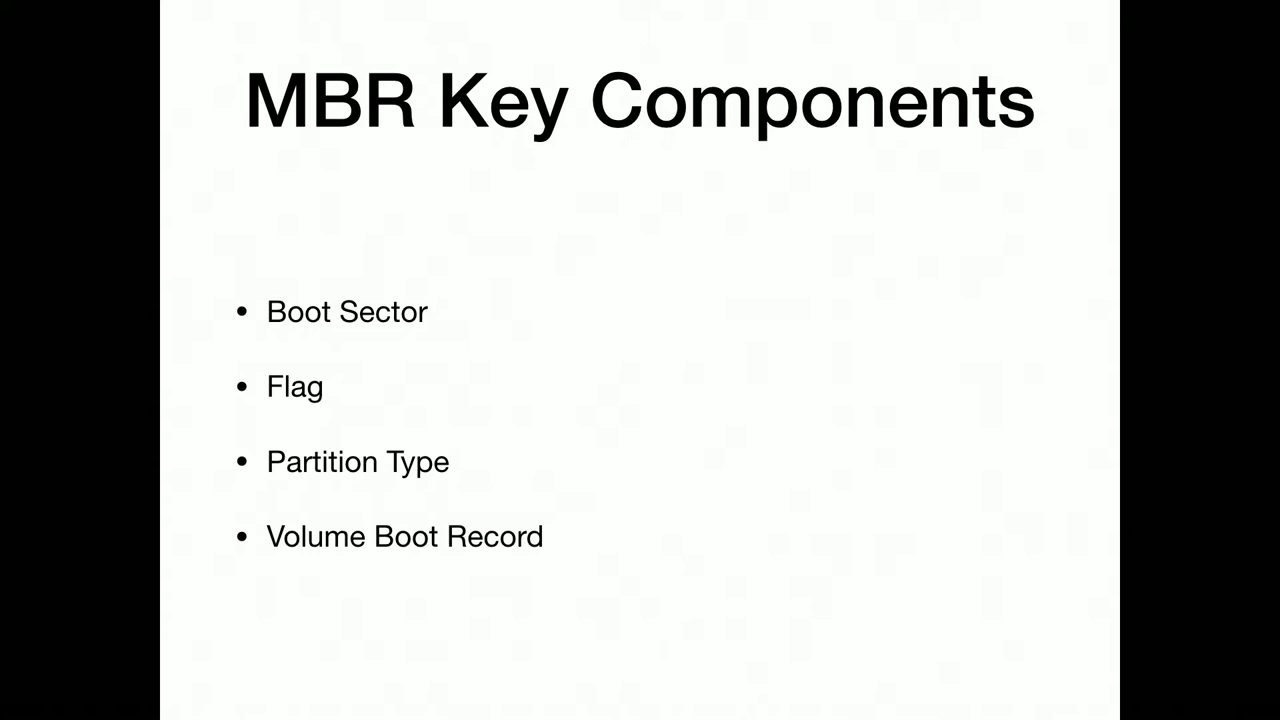 MBR Key Components
• Boot Sector
• Flag
• Partition Type
• Volume Boot Record